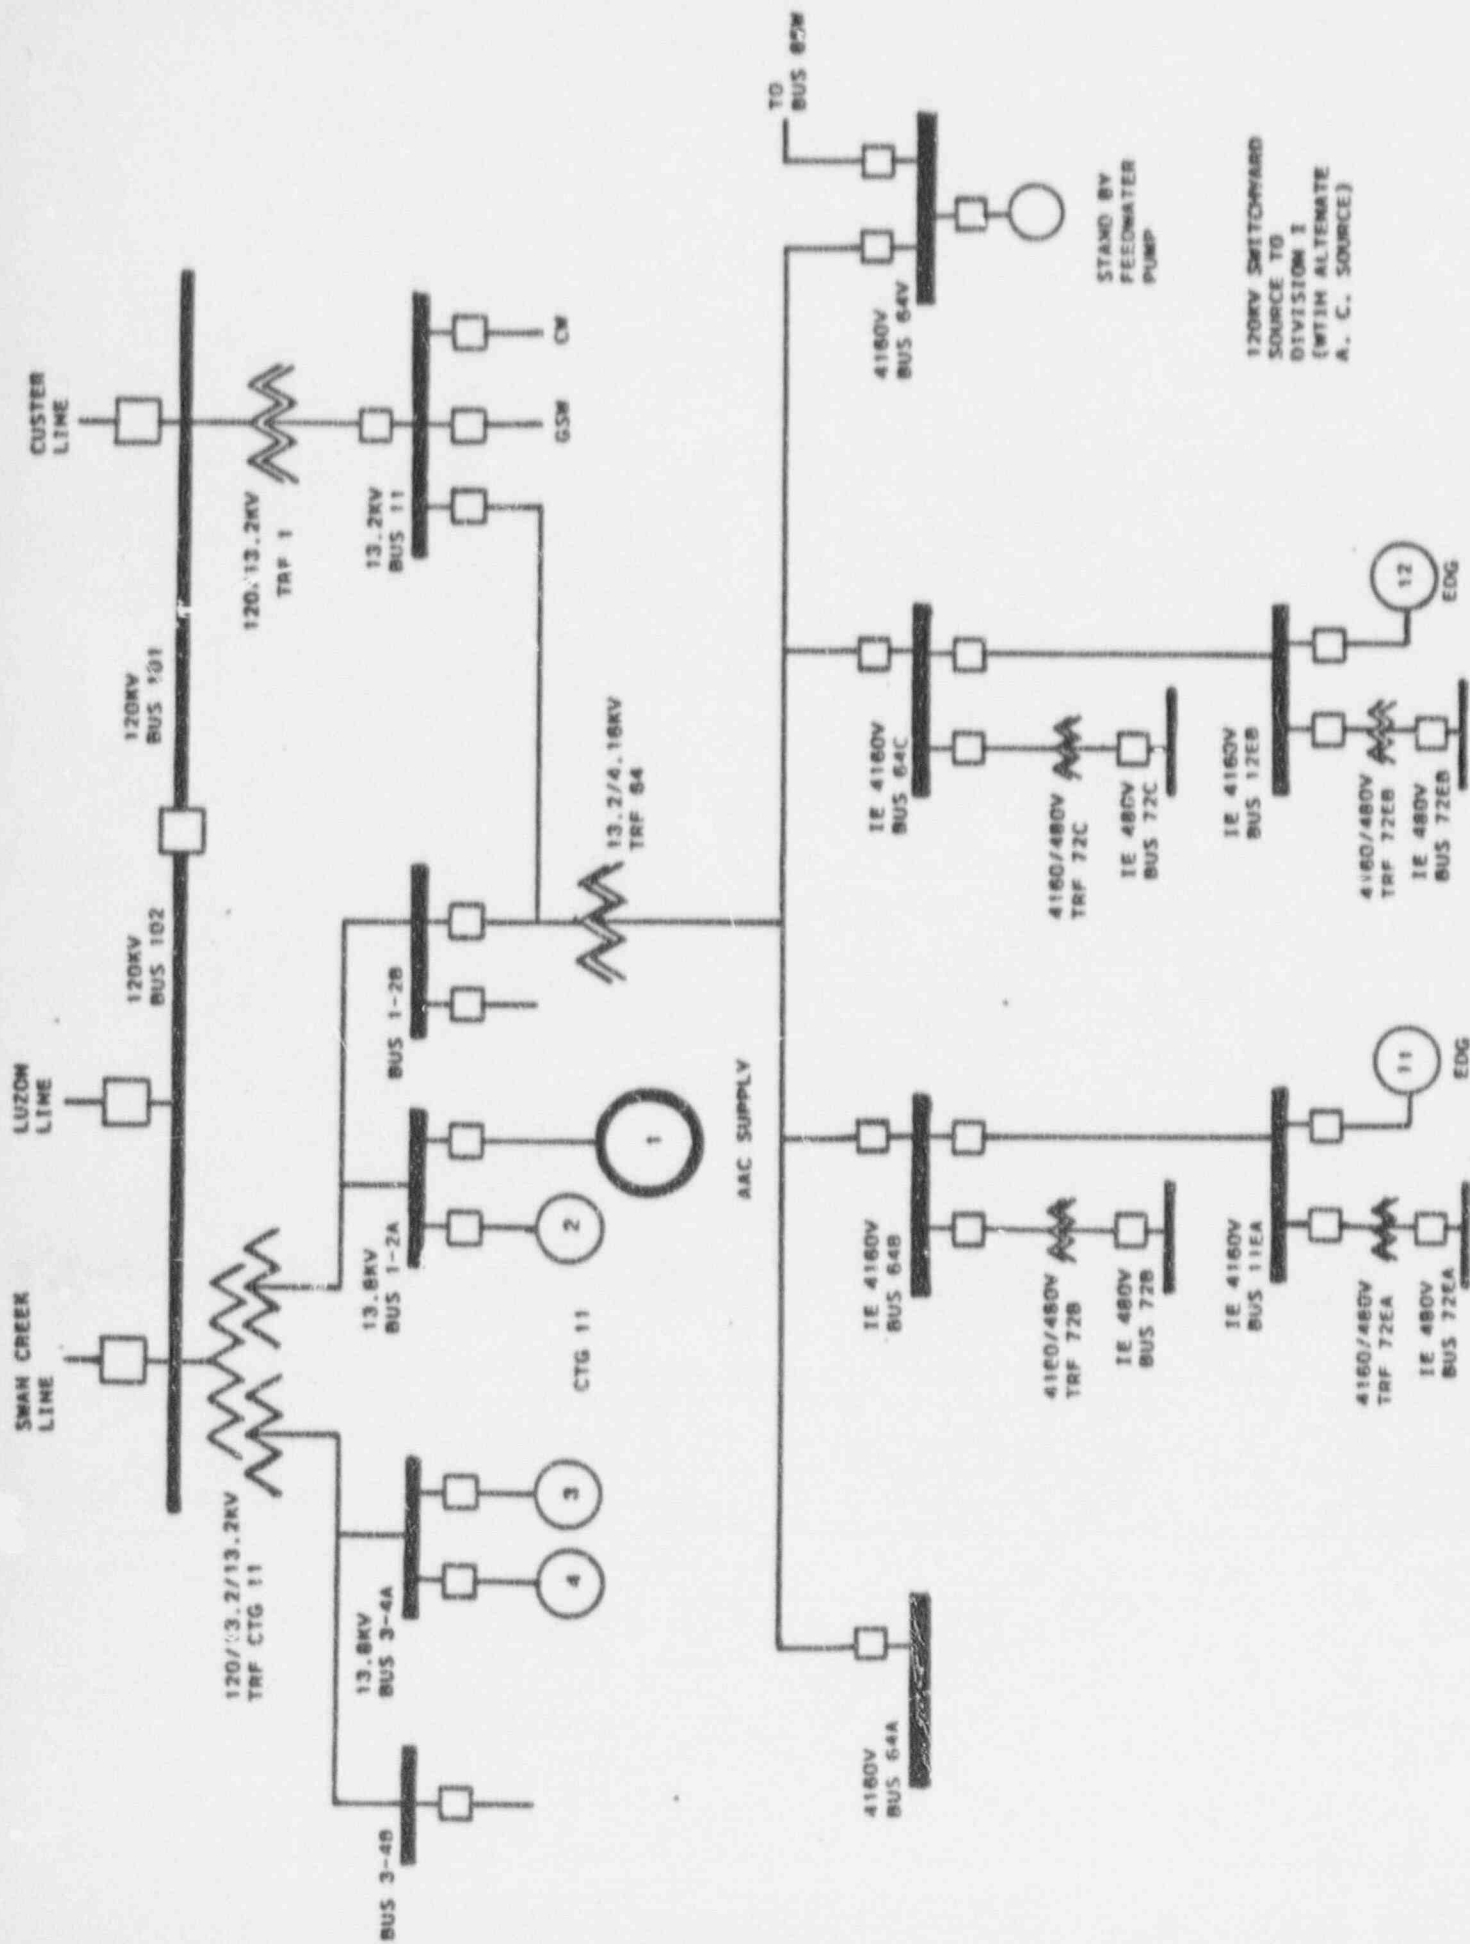 SWAN CREEK
LINE
LUZON
LINE
CUSTER
LINE
120KV
BUS 102
120KV
BUS 101
120/13.2/13.2KV
TRF CTG 11
120/13.2KV
TRF 1
BUS 3-4B
13.8KV
BUS 3-4A
13.8KV
BUS 1-2A
BUS 1-2B
13.2KV
BUS 11
4
3
2
1
CTG 11
GSW
CW
13.2/4.16KV
TRF 64
AAC SUPPLY
TO
BUS 65W
4160V
BUS 64A
IE 4160V
BUS 64B
IE 4160V
BUS 64C
4160V
BUS 64V
STAND BY
FEEDWATER
PUMP
4160/480V
TRF 72B
IE 480V
BUS 72B
4160/480V
TRF 72C
IE 480V
BUS 72C
IE 4160V
BUS 11EA
IE 4160V
BUS 12EB
4160/480V
TRF 72EA
IE 480V
BUS 72EA
11
EDG
4160/480V
TRF 72EB
IE 480V
BUS 72EB
12
EDG
120KV SWITCHYARD
SOURCE TO
DIVISION I
(WTIH ALTENATE
A. C. SOURCE)